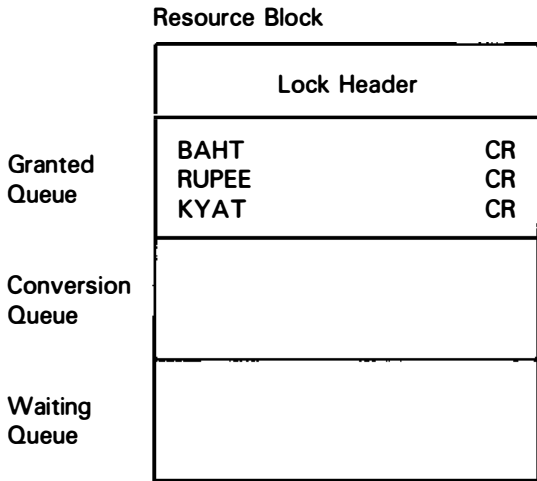 Resource Block
Lock Header
Granted Queue
BAHT CR
RUPEE CR
KYAT CR
Conversion Queue
Waiting Queue